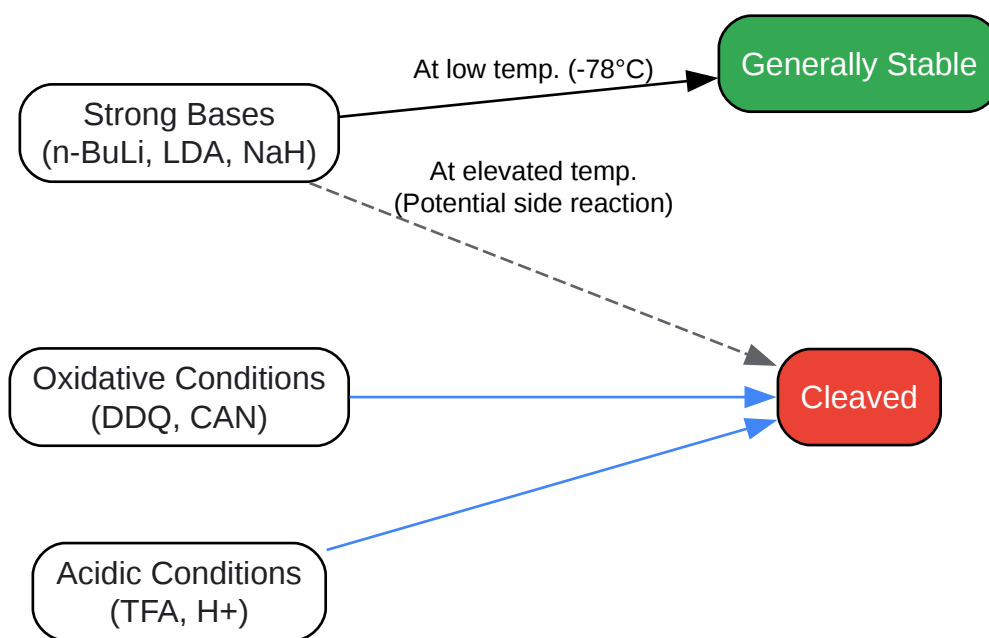 Generally Stable
At low temp. (-78°C)
Strong Bases
(n-BuLi, LDA, NaH)
At elevated temp.
(Potential side reaction)
Oxidative Conditions
(DDQ, CAN)
Cleaved
Acidic Conditions
(TFA, H+)